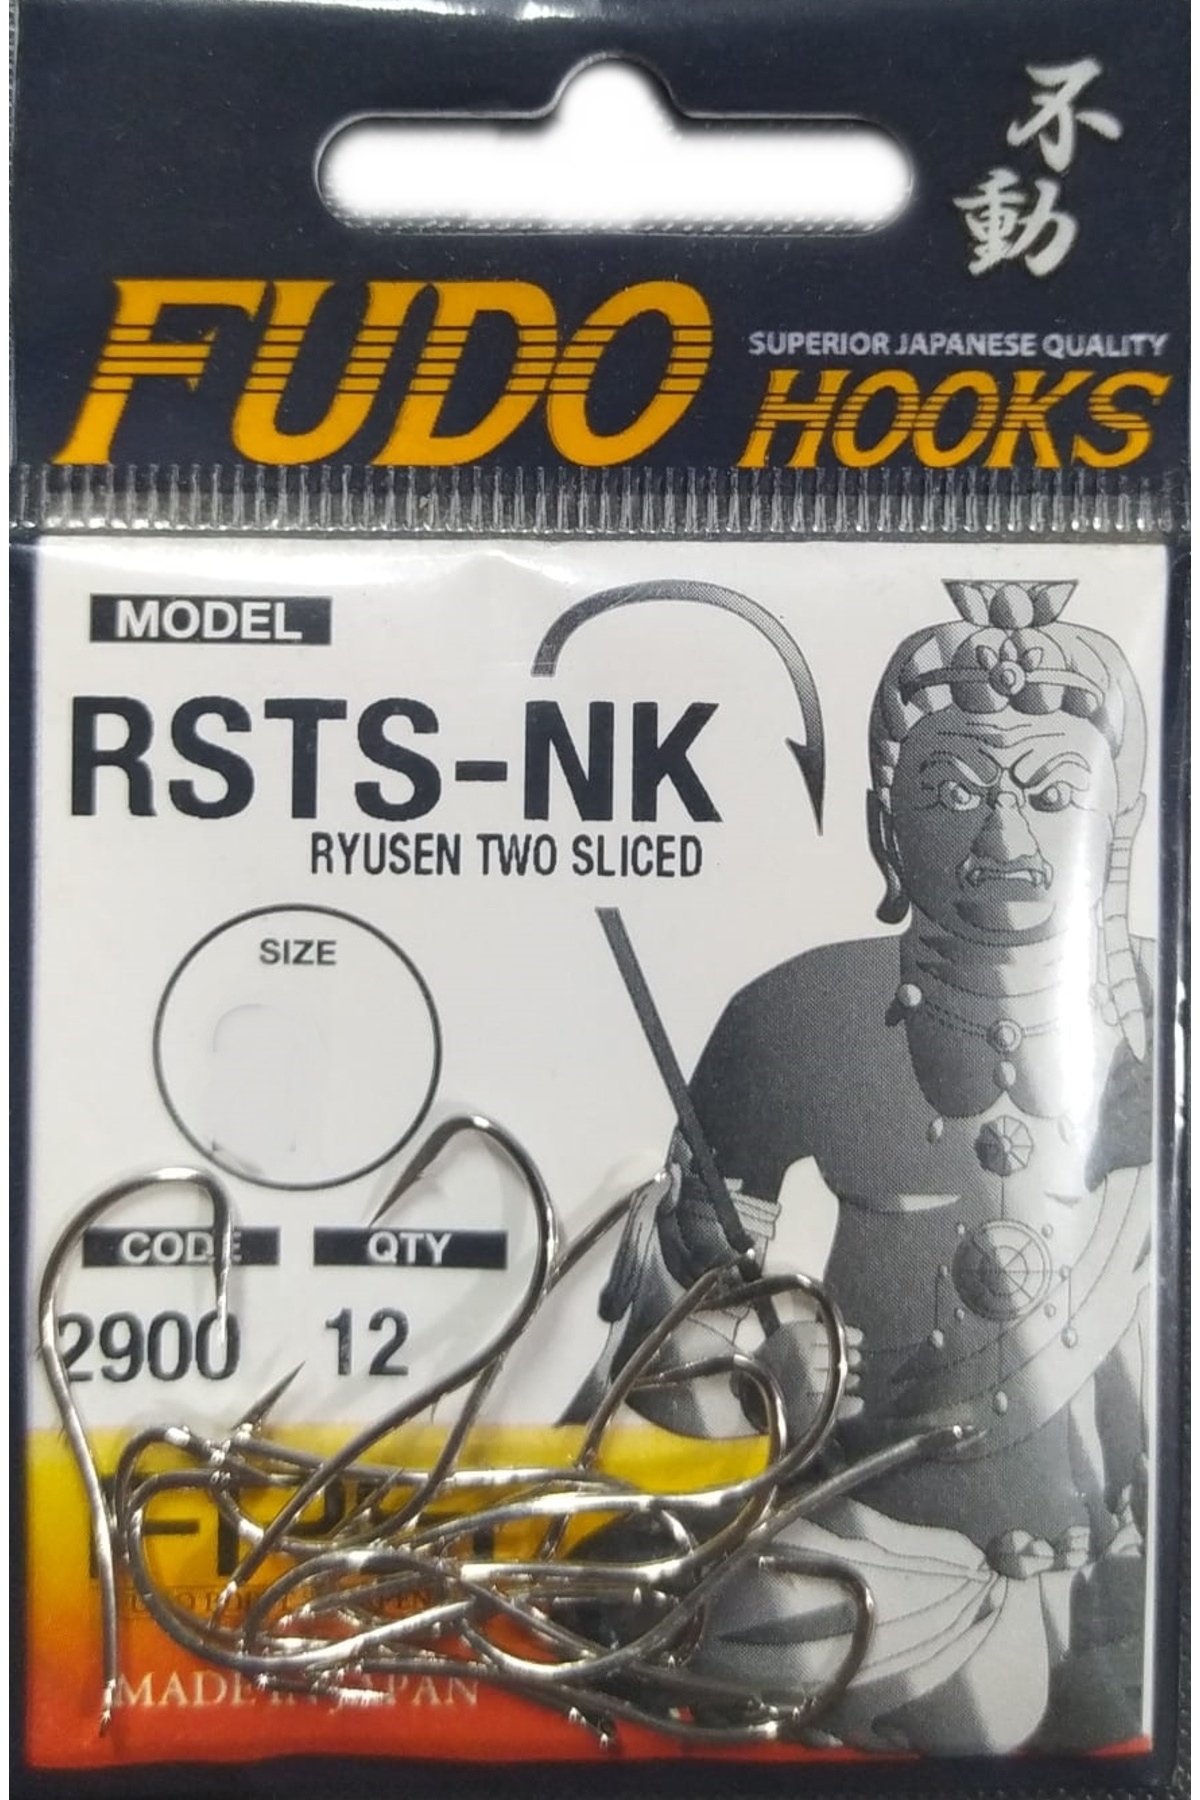 不動
FUDO
SUPERIOR JAPANESE QUALITY
HOOKS
MODEL
RSTS-NK
RYUSEN TWO SLICED
SIZE
CODE
QTY
2900
12
MADE IN JAPAN